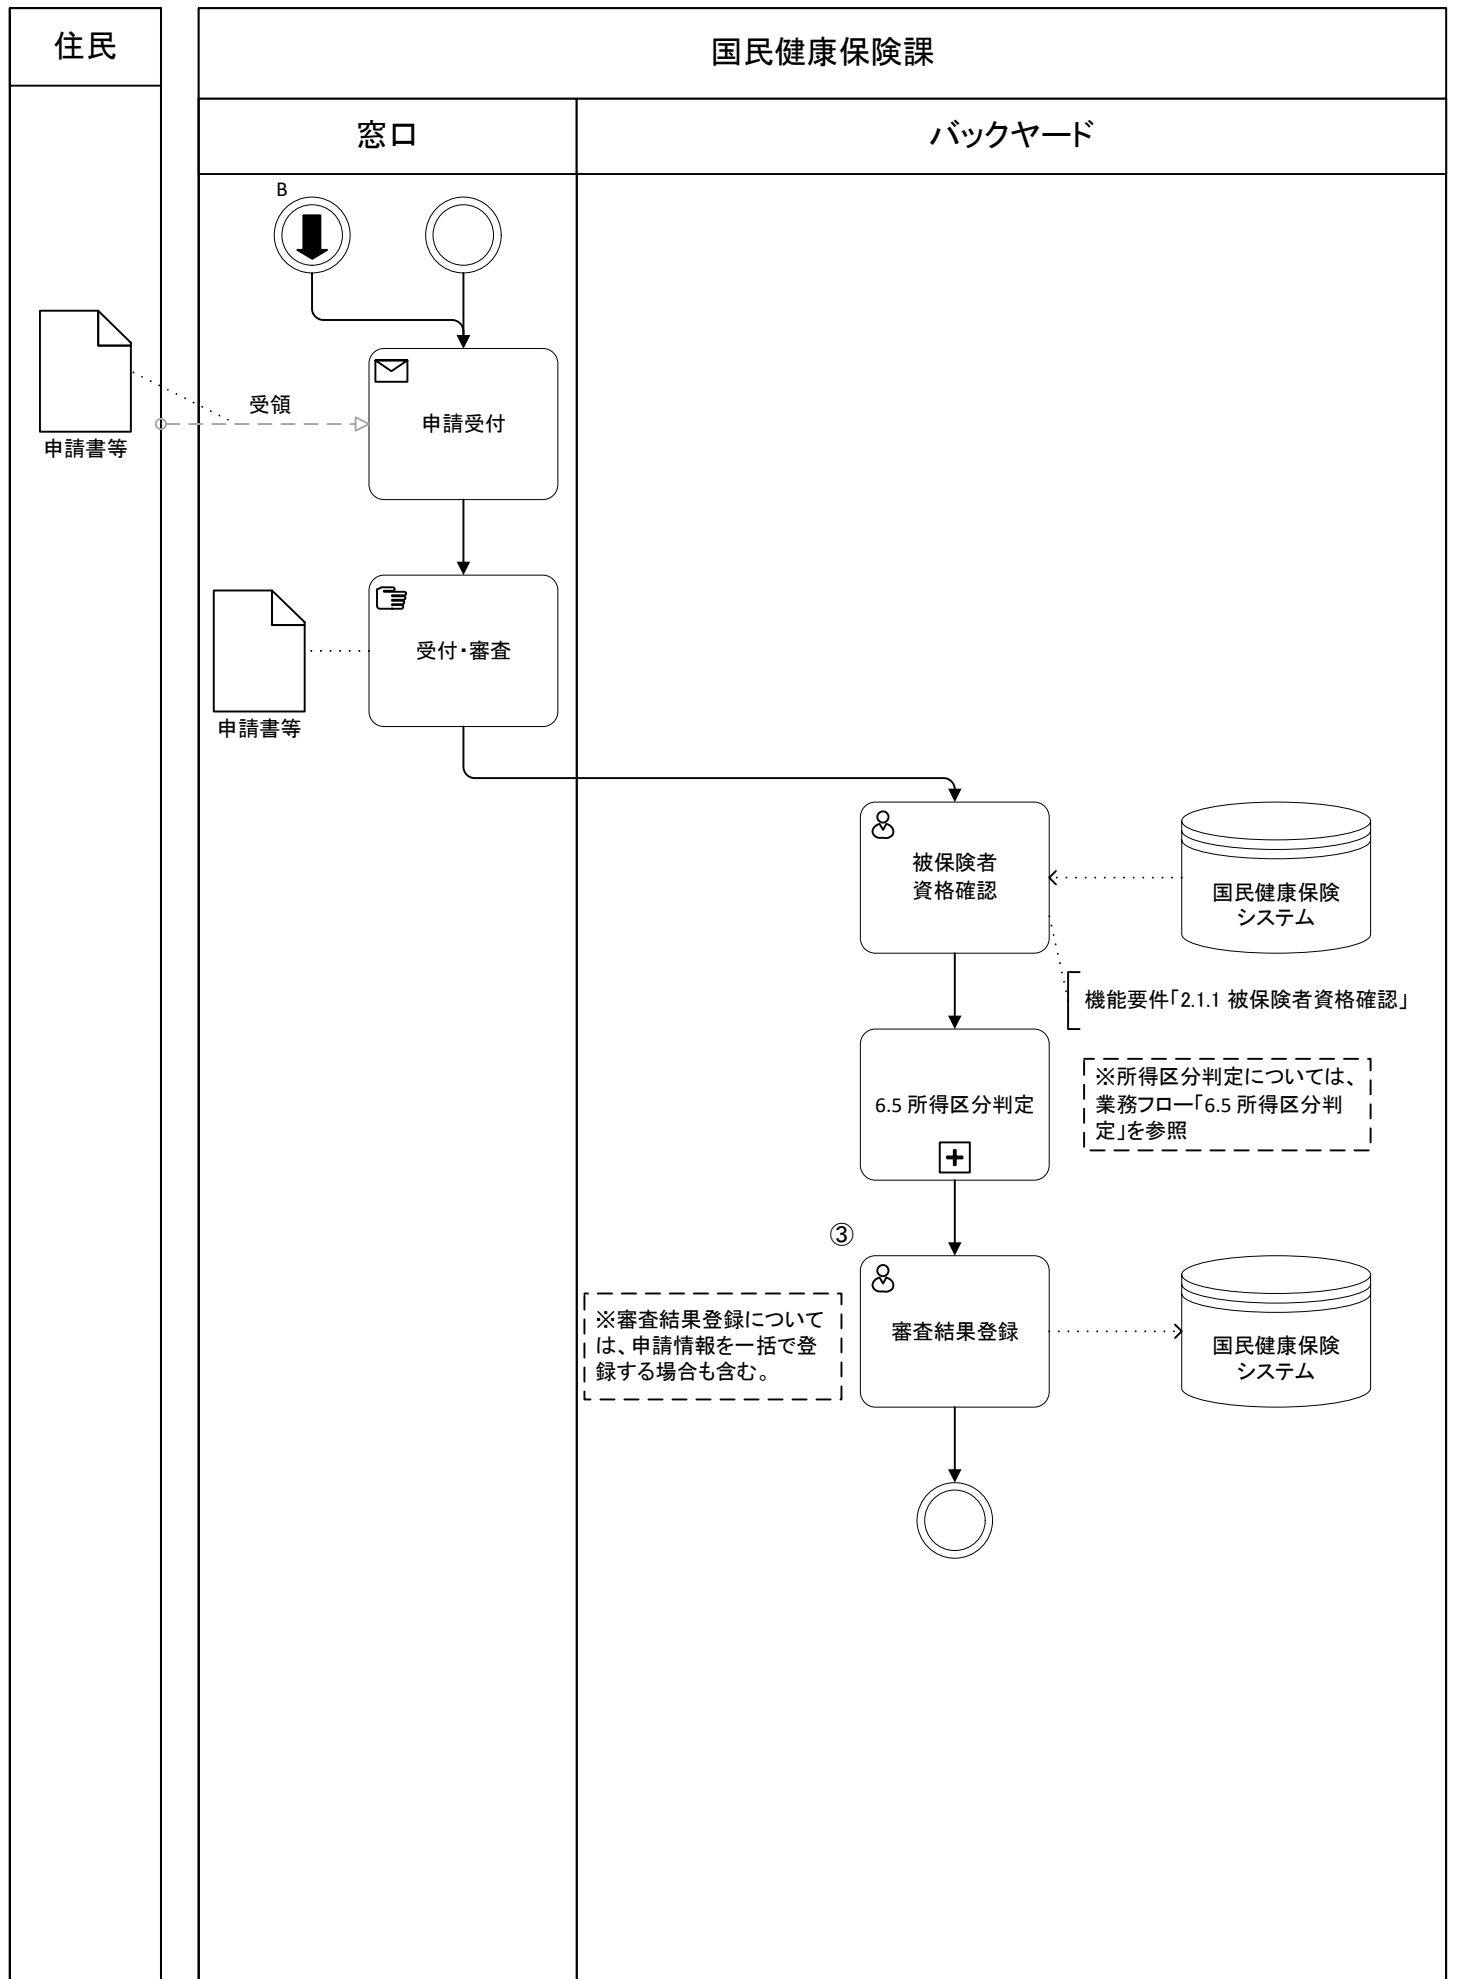 住民
国民健康保険課
窓口
バックヤード
B
受領
申請書等
申請受付
受付・審査
申請書等
被保険者
資格確認
国民健康保険
システム
機能要件「2.1.1 被保険者資格確認」
6.5 所得区分判定
※所得区分判定については、
業務フロー「6.5 所得区分判
定」を参照
③
審査結果登録
※審査結果登録について
は、申請情報を一括で登
録する場合も含む。
国民健康保険
システム